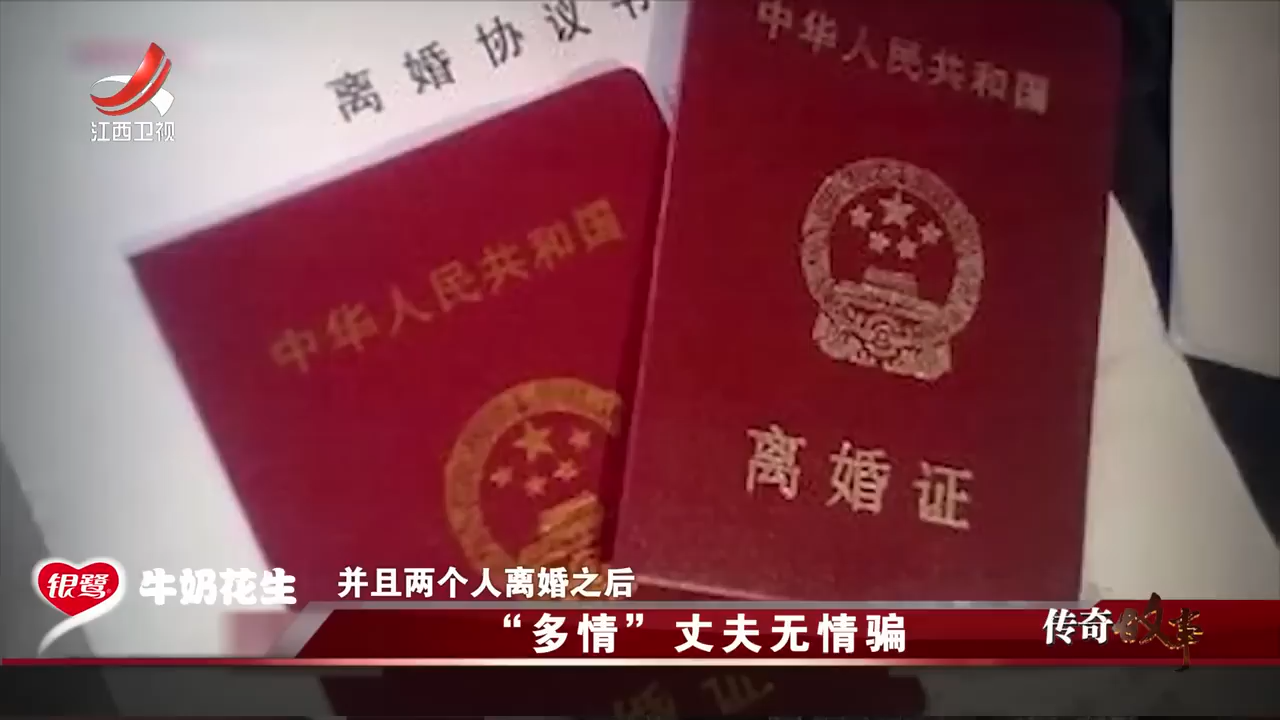 离婚协议书
中华人民共和国
离婚证
中华人民共和国
江西卫视
银鹭
牛奶花生
并且两个人离婚之后
“多情”丈夫无情骗
传奇故事
婚证